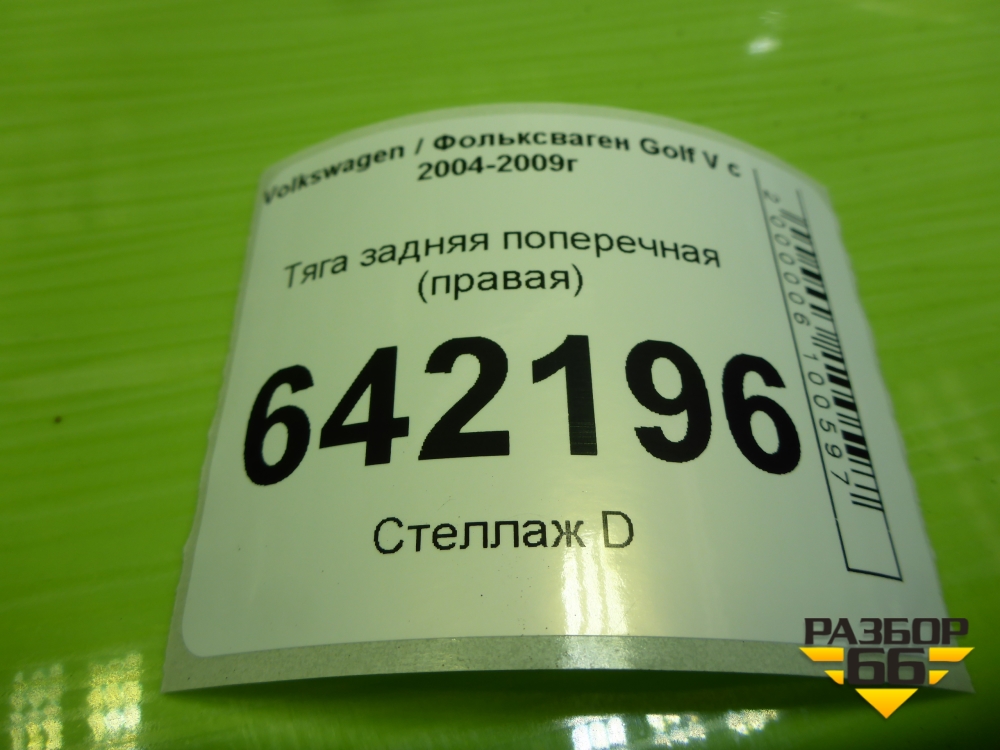 Volkswagen / Фольксваген Golf V с
2004-2009г
Тяга задняя поперечная
(правая)
642196
Стеллаж D
2000006100597
РАЗБОР
66